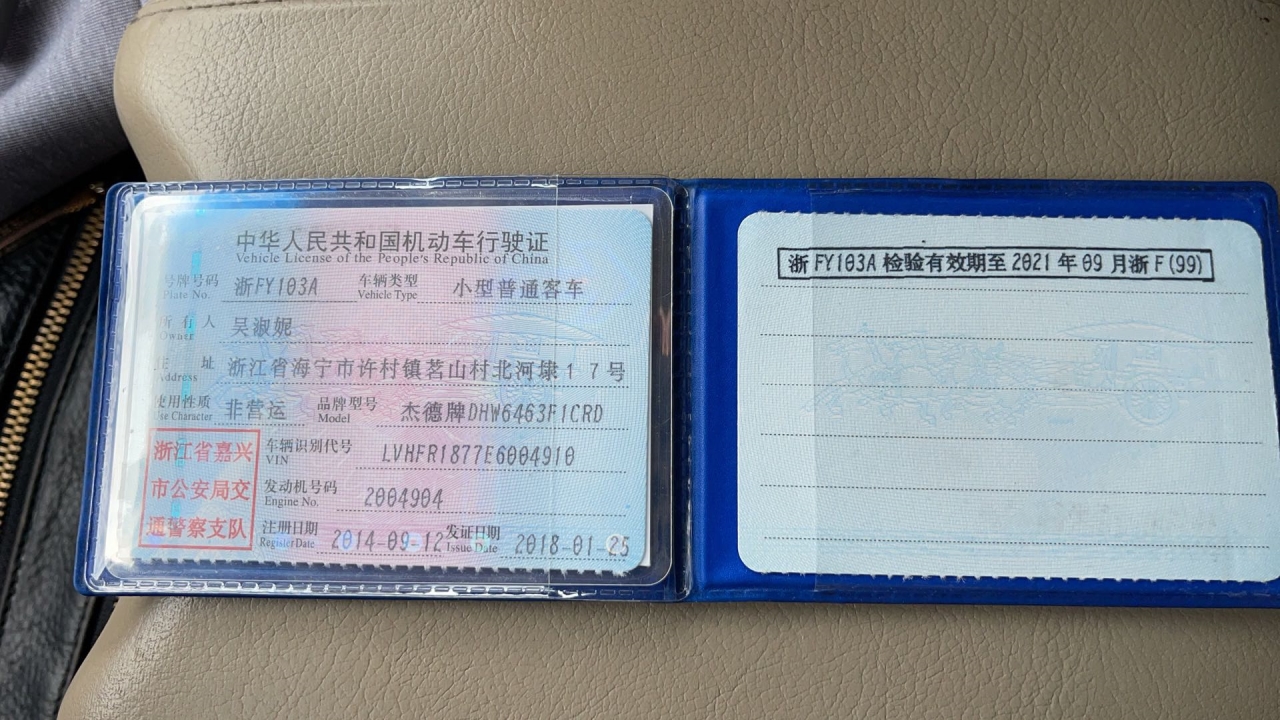 中华人民共和国机动车行驶证
Vehicle License of the People's Republic of China
号牌号码 浙FY103A 车辆类型 小型普通客车
Plate No. Vehicle Type
所有人 吴淑妮
Owner
住址 浙江省海宁市许村镇茗山村北河埭17号
Address
使用性质 非营运 品牌型号 杰德牌DHW6463F1CRD
Use Character Model
浙江省嘉兴
市公安局交
通警察支队
车辆识别代号 LVHFR1877E6004910
VIN
发动机号码 2004904
Engine No.
注册日期 2014-09-12 发证日期 2018-01-25
Register Date Issue Date
浙FY103A检验有效期至2021年09月浙F(99)